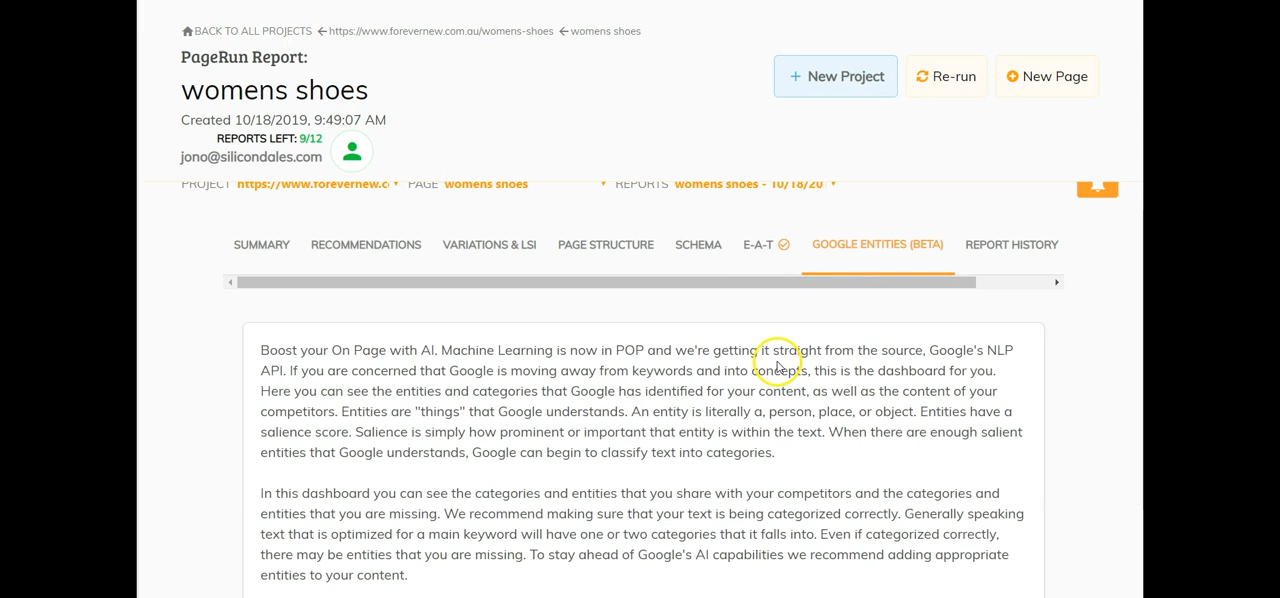 BACK TO ALL PROJECTS https://www.forevernew.com.au/womens-shoes womens shoes
PageRun Report:
womens shoes
Created 10/18/2019, 9:49:07 AM
REPORTS LEFT: 9/12
jono@silicondales.com
+ New Project
Re-run
New Page
PROJECT https://www.forevernew.c PAGE womens shoes REPORTS womens shoes - 10/18/20
SUMMARY RECOMMENDATIONS VARIATIONS & LSI PAGE STRUCTURE SCHEMA E-A-T GOOGLE ENTITIES (BETA) REPORT HISTORY
Boost your On Page with AI. Machine Learning is now in POP and we're getting it straight from the source, Google's NLP
API. If you are concerned that Google is moving away from keywords and into concepts, this is the dashboard for you.
Here you can see the entities and categories that Google has identified for your content, as well as the content of your
competitors. Entities are "things" that Google understands. An entity is literally a, person, place, or object. Entities have a
salience score. Salience is simply how prominent or important that entity is within the text. When there are enough salient
entities that Google understands, Google can begin to classify text into categories.
In this dashboard you can see the categories and entities that you share with your competitors and the categories and
entities that you are missing. We recommend making sure that your text is being categorized correctly. Generally speaking
text that is optimized for a main keyword will have one or two categories that it falls into. Even if categorized correctly,
there may be entities that you are missing. To stay ahead of Google's AI capabilities we recommend adding appropriate
entities to your content.